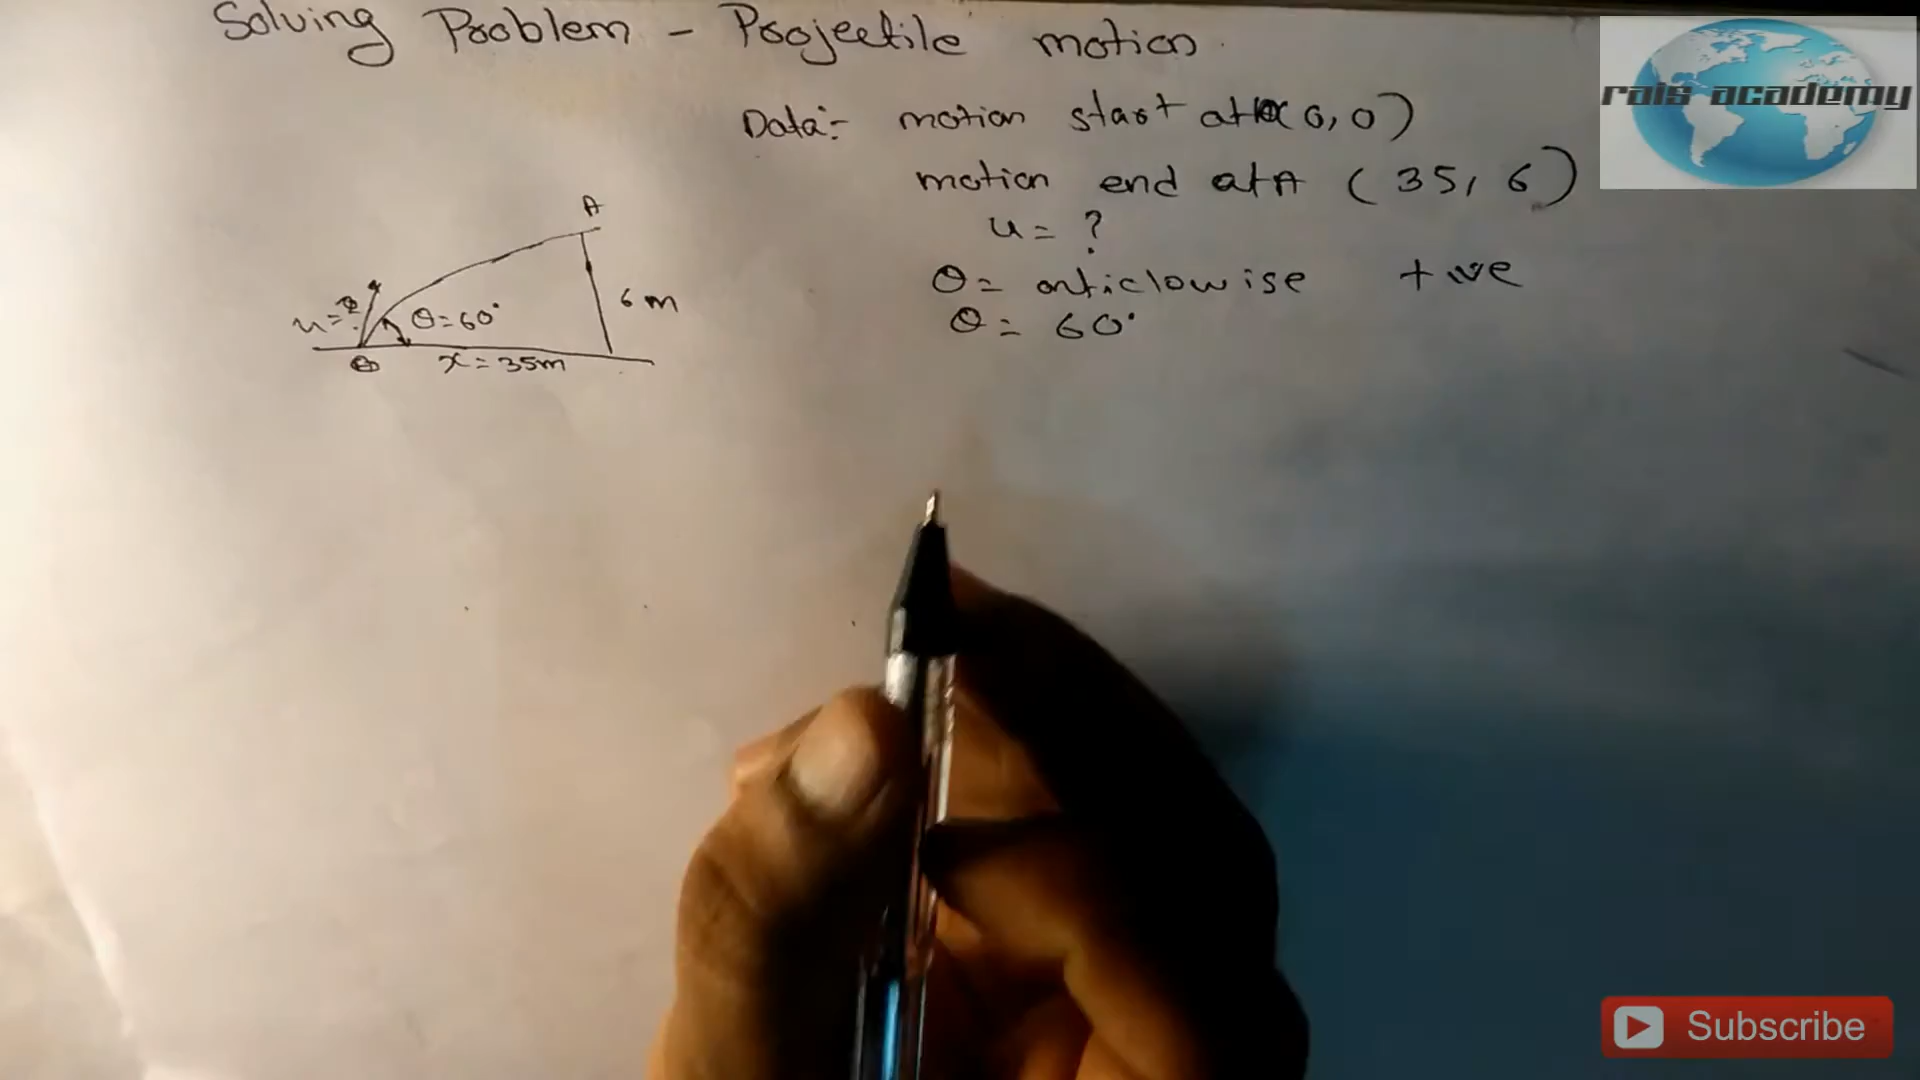 Solving Problem - Projectile motion.
rais academy
Data:- motion start at (0,0)
motion end at A (35, 6)
u = ?
θ = anticlowise +ve
θ = 60°
A
6 m
u = ?
θ = 60°
x = 35m
Subscribe